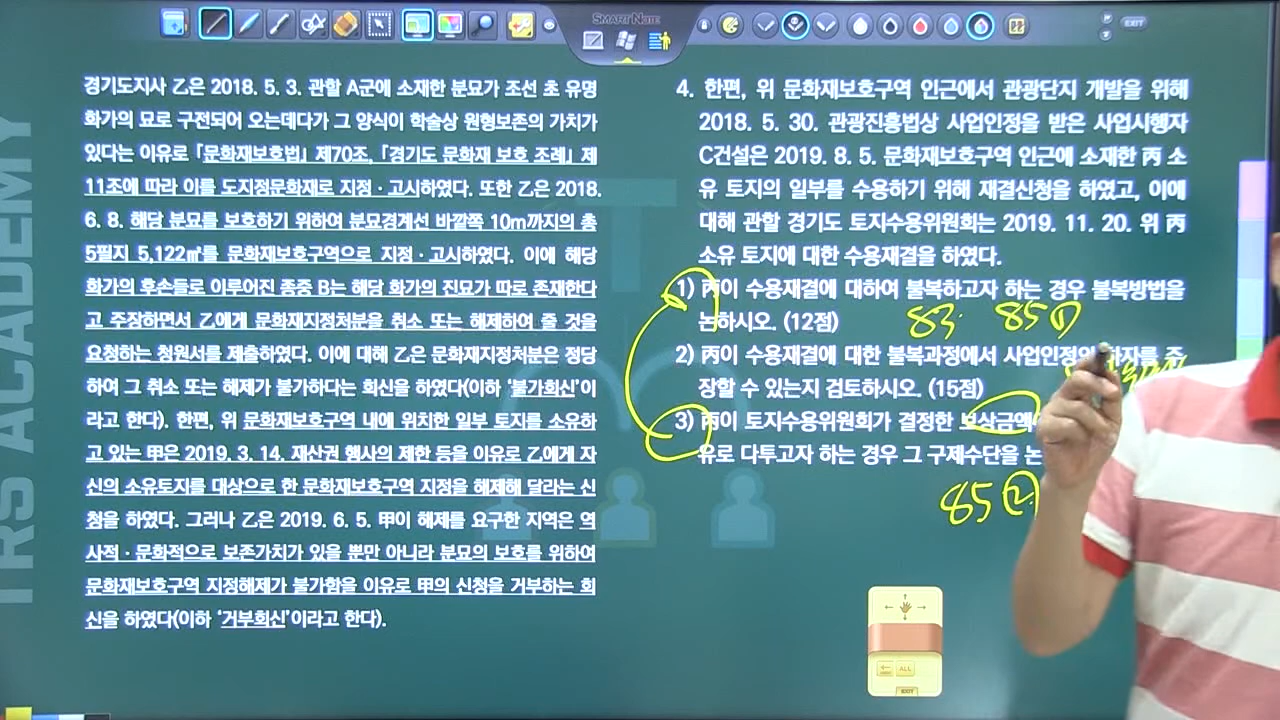 SMART NOTE
EXIT
경기도지사 乙은 2018. 5. 3. 관할 A군에 소재한 분묘가 조선 초 유명
화가의 묘로 구전되어 오는데다가 그 양식이 학술상 원형보존의 가치가
있다는 이유로 「문화재보호법」 제70조, 「경기도 문화재 보호 조례」 제
11조에 따라 이를 도지정문화재로 지정·고시하였다. 또한 乙은 2018.
6. 8. 해당 분묘를 보호하기 위하여 분묘경계선 바깥쪽 10m까지의 총
5필지 5,122㎡를 문화재보호구역으로 지정·고시하였다. 이에 해당
화가의 후손들로 이루어진 종중 B는 해당 화가의 진묘가 따로 존재한다
고 주장하면서 乙에게 문화재지정처분을 취소 또는 해제하여 줄 것을
요청하는 청원서를 제출하였다. 이에 대해 乙은 문화재지정처분은 정당
하여 그 취소 또는 해제가 불가하다는 회신을 하였다(이하 ‘불가회신’이
라고 한다). 한편, 위 문화재보호구역 내에 위치한 일부 토지를 소유하
고 있는 甲은 2019. 3. 14. 재산권 행사의 제한 등을 이유로 乙에게 자
신의 소유토지를 대상으로 한 문화재보호구역 지정을 해제해 달라는 신
청을 하였다. 그러나 乙은 2019. 6. 5. 甲이 해제를 요구한 지역은 역
사적·문화적으로 보존가치가 있을 뿐만 아니라 분묘의 보호를 위하여
문화재보호구역 지정해제가 불가함을 이유로 甲의 신청을 거부하는 회
신을 하였다(이하 ‘거부회신’이라고 한다).
4. 한편, 위 문화재보호구역 인근에서 관광단지 개발을 위해
2018. 5. 30. 관광진흥법상 사업인정을 받은 사업시행자
C건설은 2019. 8. 5. 문화재보호구역 인근에 소재한 丙 소
유 토지의 일부를 수용하기 위해 재결신청을 하였고, 이에
대해 관할 경기도 토지수용위원회는 2019. 11. 20. 위 丙
소유 토지에 대한 수용재결을 하였다.
1) 丙이 수용재결에 대하여 불복하고자 하는 경우 불복방법을
논하시오. (12점)
83. 85①
2) 丙이 수용재결에 대한 불복과정에서 사업인정의 하자를 주
장할 수 있는지 검토하시오. (15점)
3) 丙이 토지수용위원회가 결정한 보상금액
유로 다투고자 하는 경우 그 구제수단을 논
85②
TRS ACADEMY
ALL
EXIT